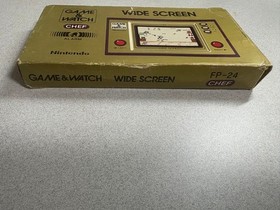 GAME
&
WATCH
CHEF
WIDE SCREEN
Nintendo
GAME & WATCH WIDE SCREEN FP-24
CHEF